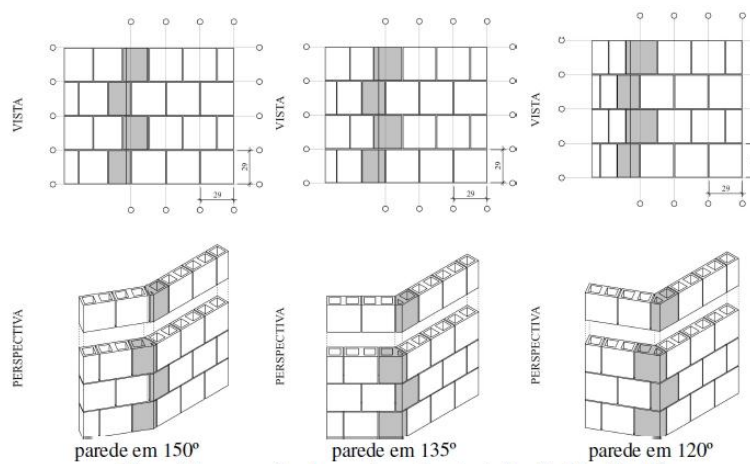 VISTA
29
29
VISTA
29
29
VISTA
29
PERSPECTIVA
PERSPECTIVA
PERSPECTIVA
parede em 150º
parede em 135º
parede em 120º